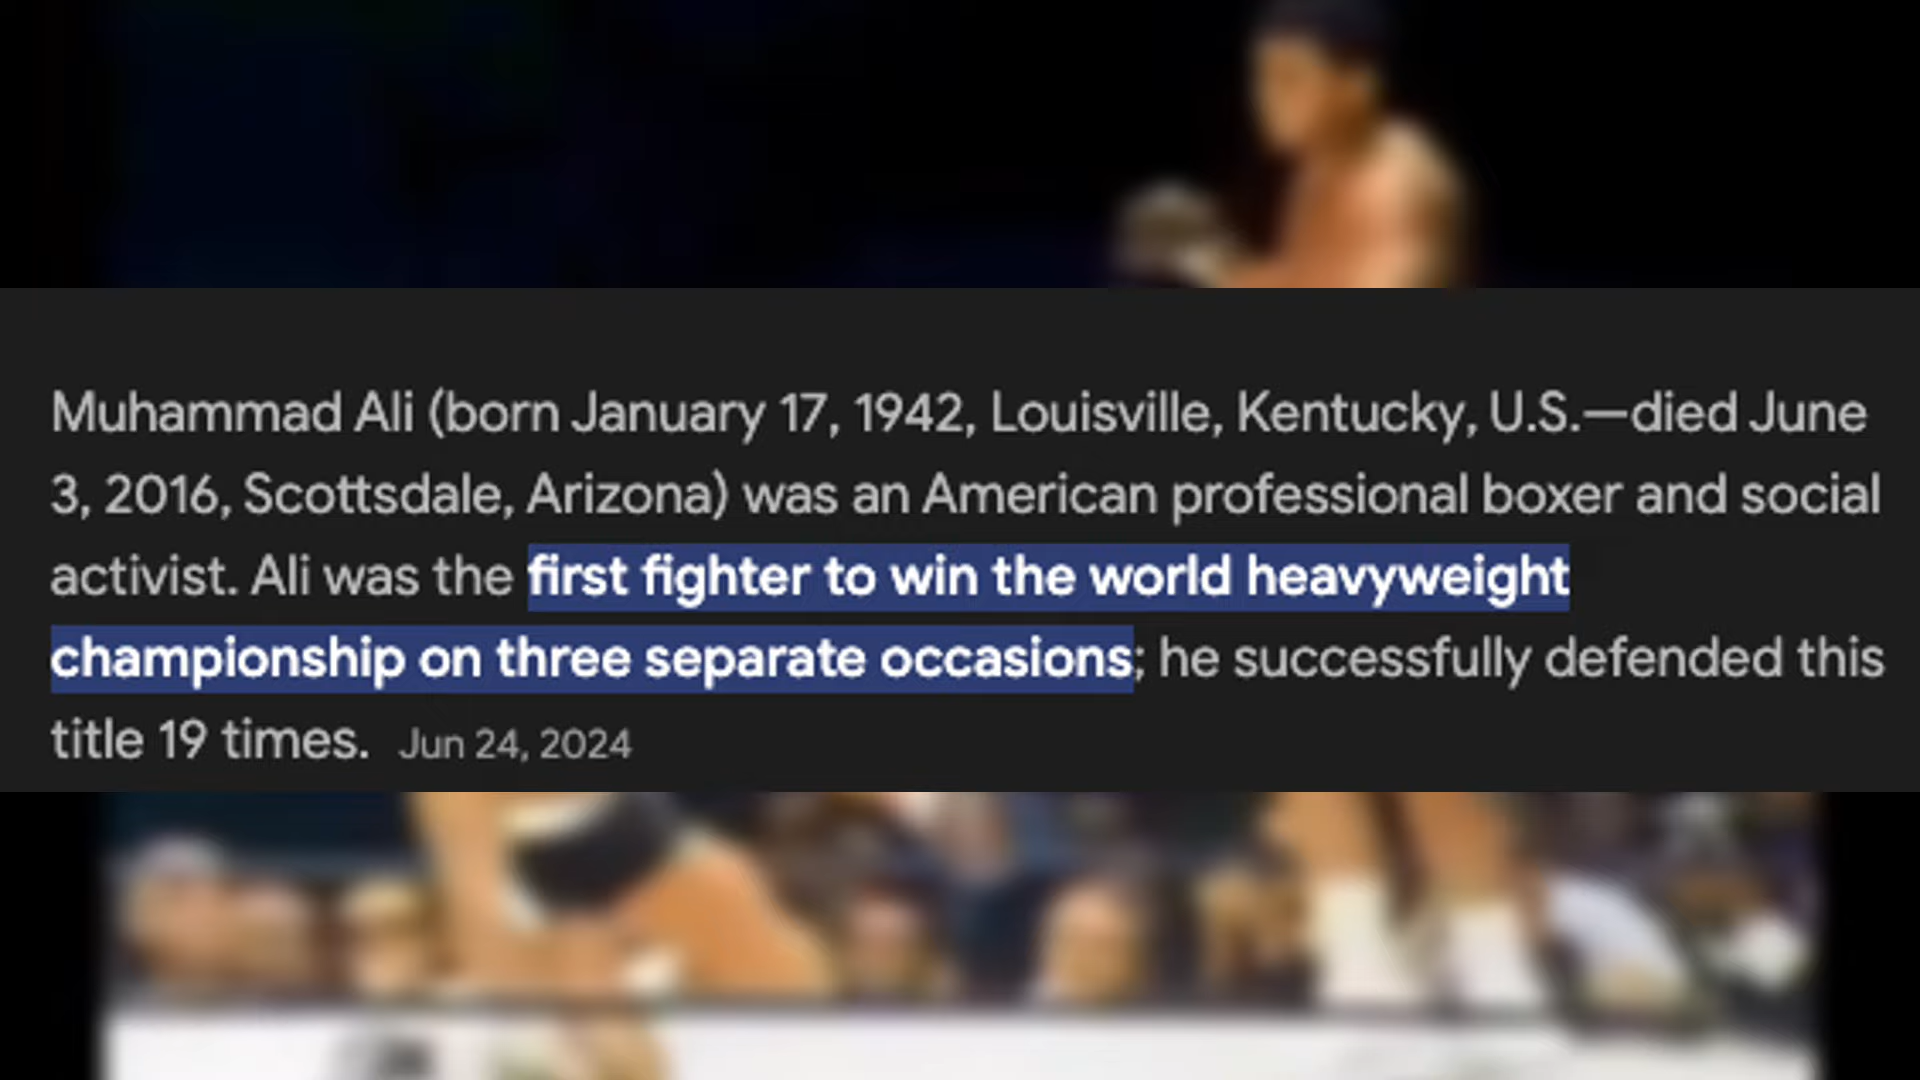 Muhammad Ali (born January 17, 1942, Louisville, Kentucky, U.S.—died June
3, 2016, Scottsdale, Arizona) was an American professional boxer and social
activist. Ali was the first fighter to win the world heavyweight
championship on three separate occasions; he successfully defended this
title 19 times. Jun 24, 2024